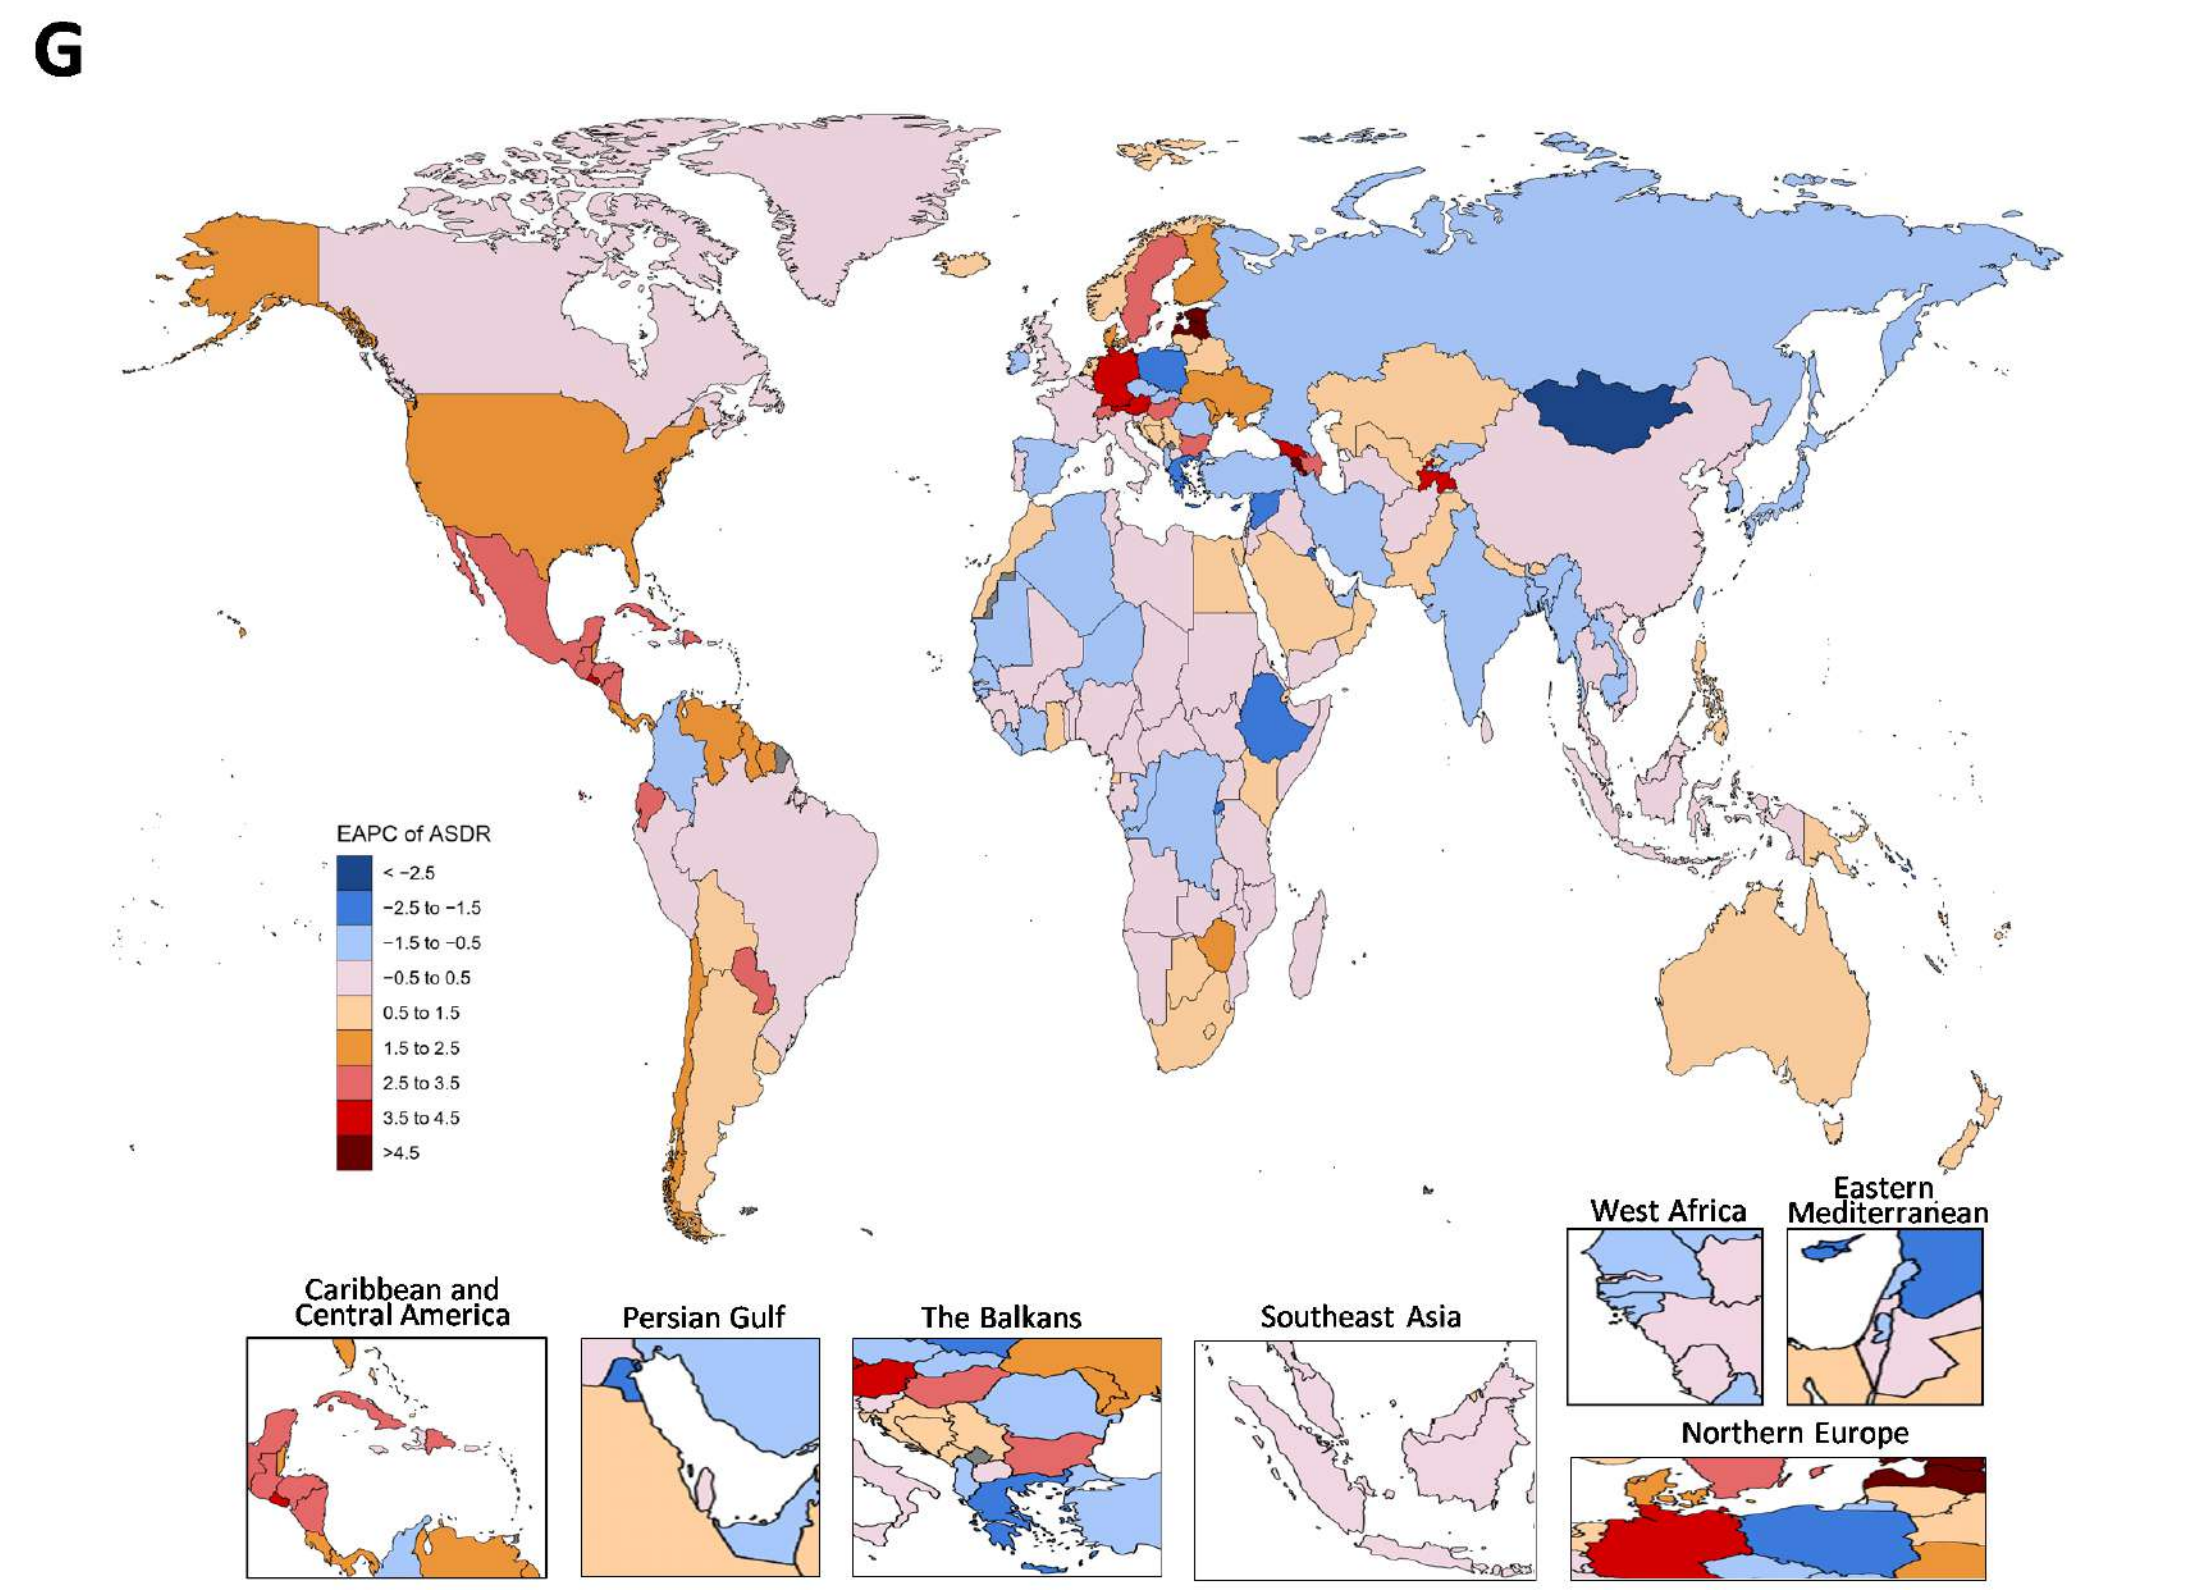 G
EAPC of ASDR
< −2.5
−2.5 to −1.5
−1.5 to −0.5
−0.5 to 0.5
0.5 to 1.5
1.5 to 2.5
2.5 to 3.5
3.5 to 4.5
>4.5
West Africa
Eastern
Mediterranean
Caribbean and
Central America
Persian Gulf
The Balkans
Southeast Asia
Northern Europe